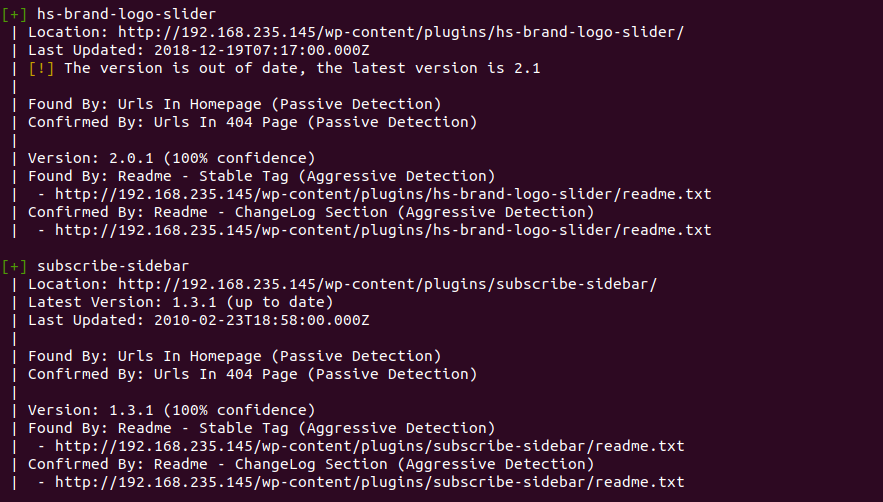 [+] hs-brand-logo-slider
 | Location: http://192.168.235.145/wp-content/plugins/hs-brand-logo-slider/
 | Last Updated: 2018-12-19T07:17:00.000Z
 | [!] The version is out of date, the latest version is 2.1
 |
 | Found By: Urls In Homepage (Passive Detection)
 | Confirmed By: Urls In 404 Page (Passive Detection)
 |
 | Version: 2.0.1 (100% confidence)
 | Found By: Readme - Stable Tag (Aggressive Detection)
 |  - http://192.168.235.145/wp-content/plugins/hs-brand-logo-slider/readme.txt
 | Confirmed By: Readme - ChangeLog Section (Aggressive Detection)
 |  - http://192.168.235.145/wp-content/plugins/hs-brand-logo-slider/readme.txt

[+] subscribe-sidebar
 | Location: http://192.168.235.145/wp-content/plugins/subscribe-sidebar/
 | Latest Version: 1.3.1 (up to date)
 | Last Updated: 2010-02-23T18:58:00.000Z
 |
 | Found By: Urls In Homepage (Passive Detection)
 | Confirmed By: Urls In 404 Page (Passive Detection)
 |
 | Version: 1.3.1 (100% confidence)
 | Found By: Readme - Stable Tag (Aggressive Detection)
 |  - http://192.168.235.145/wp-content/plugins/subscribe-sidebar/readme.txt
 | Confirmed By: Readme - ChangeLog Section (Aggressive Detection)
 |  - http://192.168.235.145/wp-content/plugins/subscribe-sidebar/readme.txt